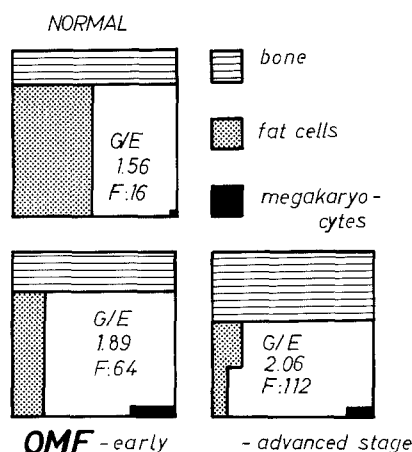 NORMAL
bone
fat cells
megakaryo-
cytes
G/E
1.56
F:16
G/E
1.89
F:64
G/E
2.06
F:112
OMF - early
- advanced stage